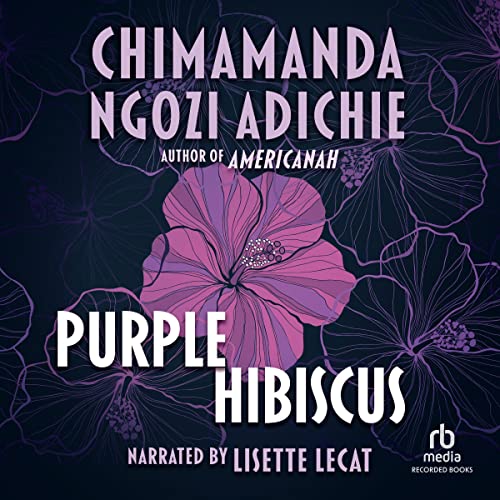 CHIMAMANDA
NGOZI ADICHIE
AUTHOR OF AMERICANAH
PURPLE
HIBISCUS
NARRATED BY LISETTE LECAT
rb
media
RECORDED BOOKS